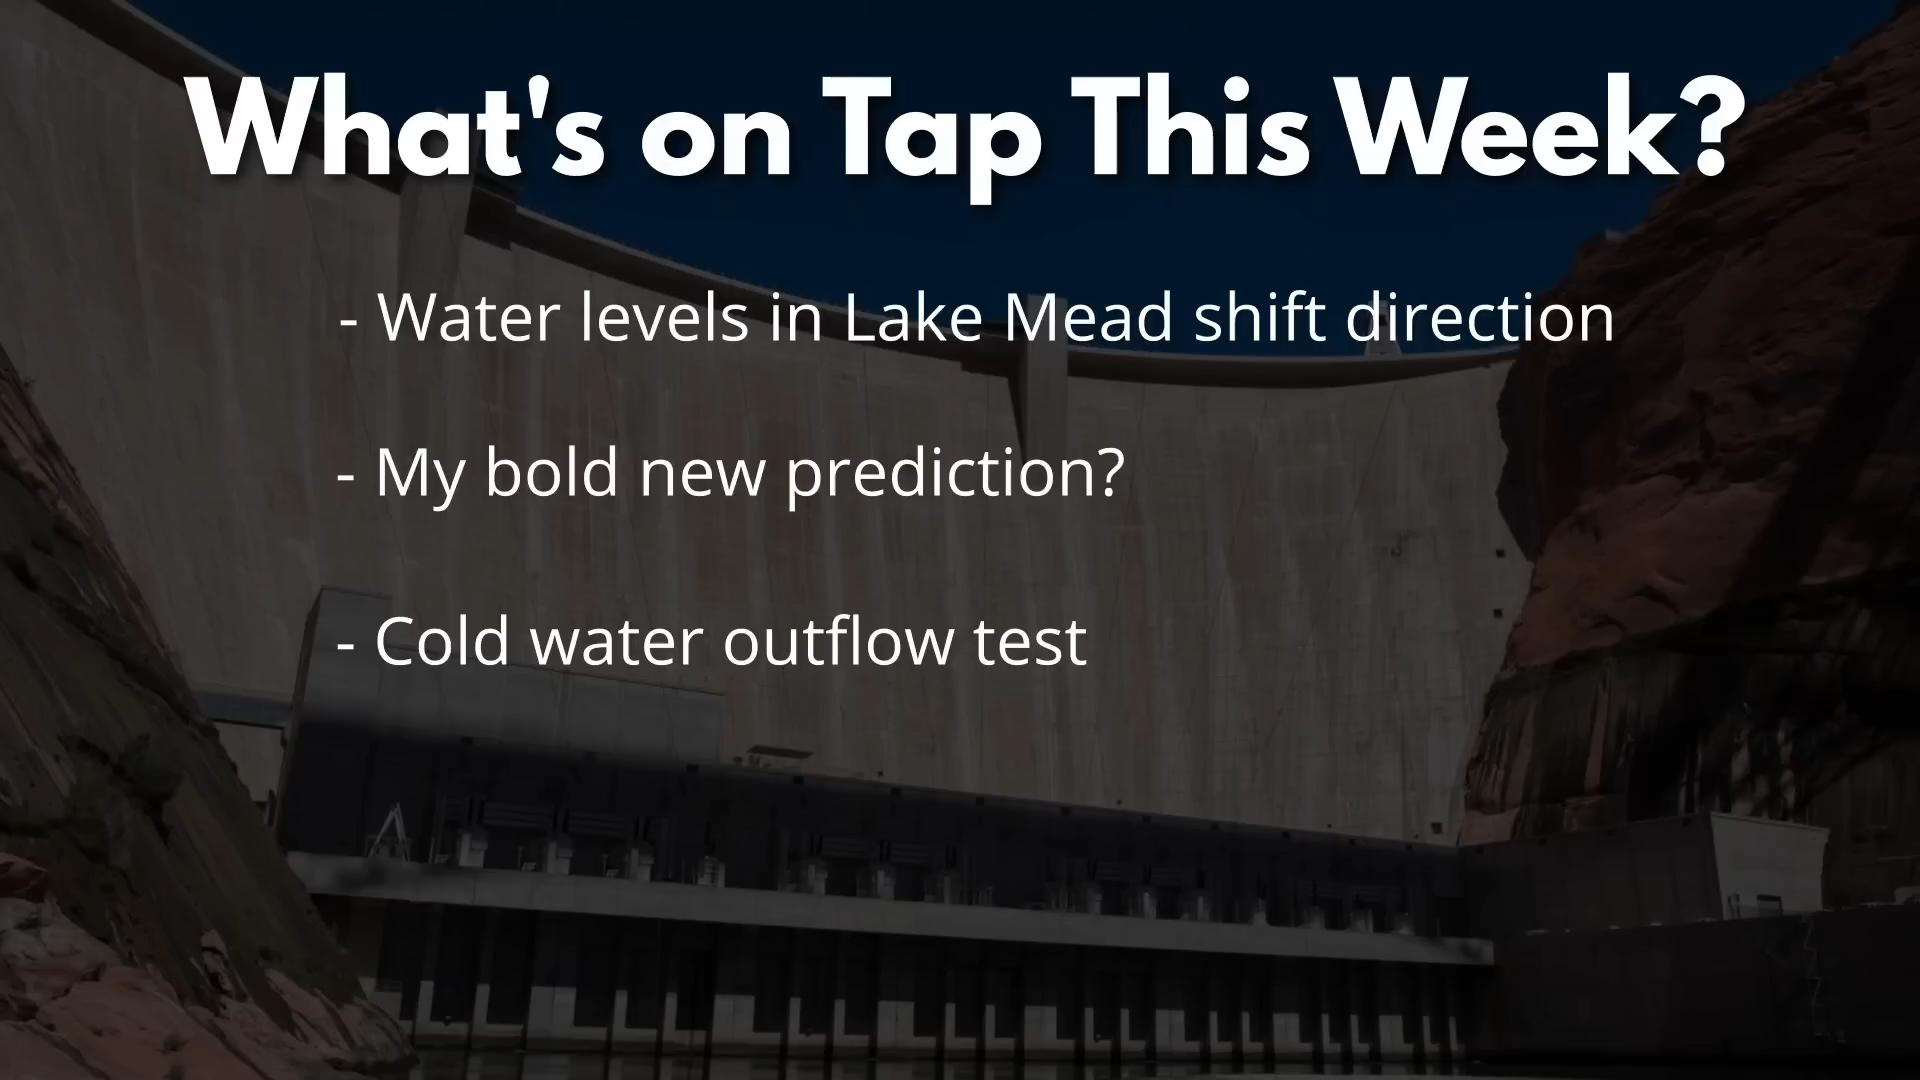 What's on Tap This Week?
- Water levels in Lake Mead shift direction
- My bold new prediction?
- Cold water outflow test